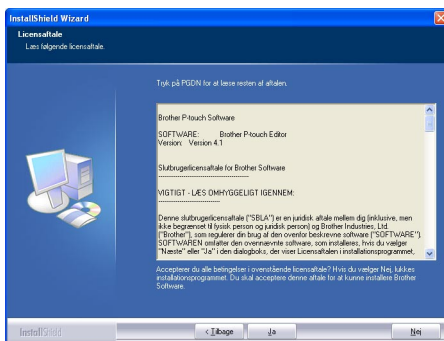 InstallShield Wizard
Licensaftale
Læs følgende licensaftale.
Tryk på PGDN for at læse resten af aftalen.
Brother P-touch Software
SOFTWARE: Brother P-touch Editor
Version: Version 4.1
Slutbrugerlicensaftale for Brother Software
----------------------------------------
VIGTIGT - LÆS OMHYGGELIGT IGENNEM:
---------------------------
Denne slutbrugerlicensaftale ("SBLA") er en juridisk aftale mellem dig (inklusive, men
ikke begrænset til fysisk person og juridisk person) og Brother Industries, Ltd.
("Brother"), som regulerer din brug af den ovenfor beskrevne software ("SOFTWARE").
SOFTWAREN omfatter den ovennævnte software, som installeres, hvis du vælger
"Næste" eller "Ja" i den dialogboks, der viser Licensaftalen i installationsprogrammet,
Accepterer du alle betingelser i ovenstående licensaftale? Hvis du vælger Nej, lukkes
installationsprogrammet. Du skal acceptere denne aftale for at kunne installere Brother
Software.
InstallShield
< Tilbage Ja Nej